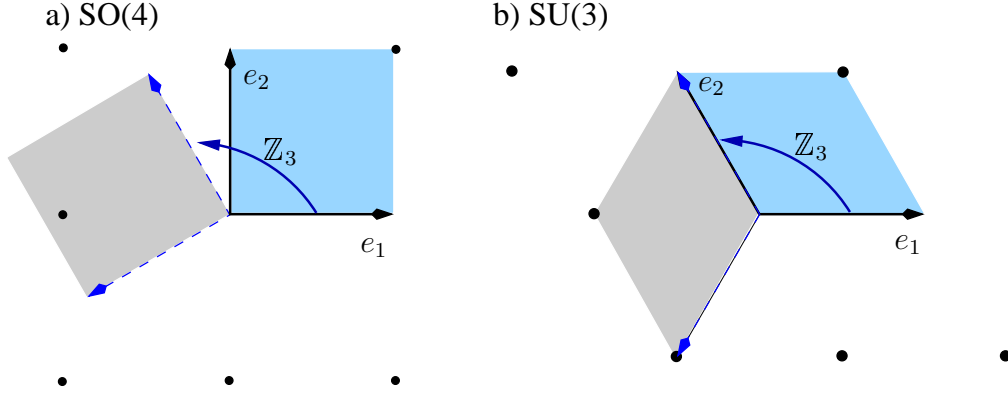 a) SO(4)
e₂
ℤ₃
e₁
b) SU(3)
e₂
ℤ₃
e₁